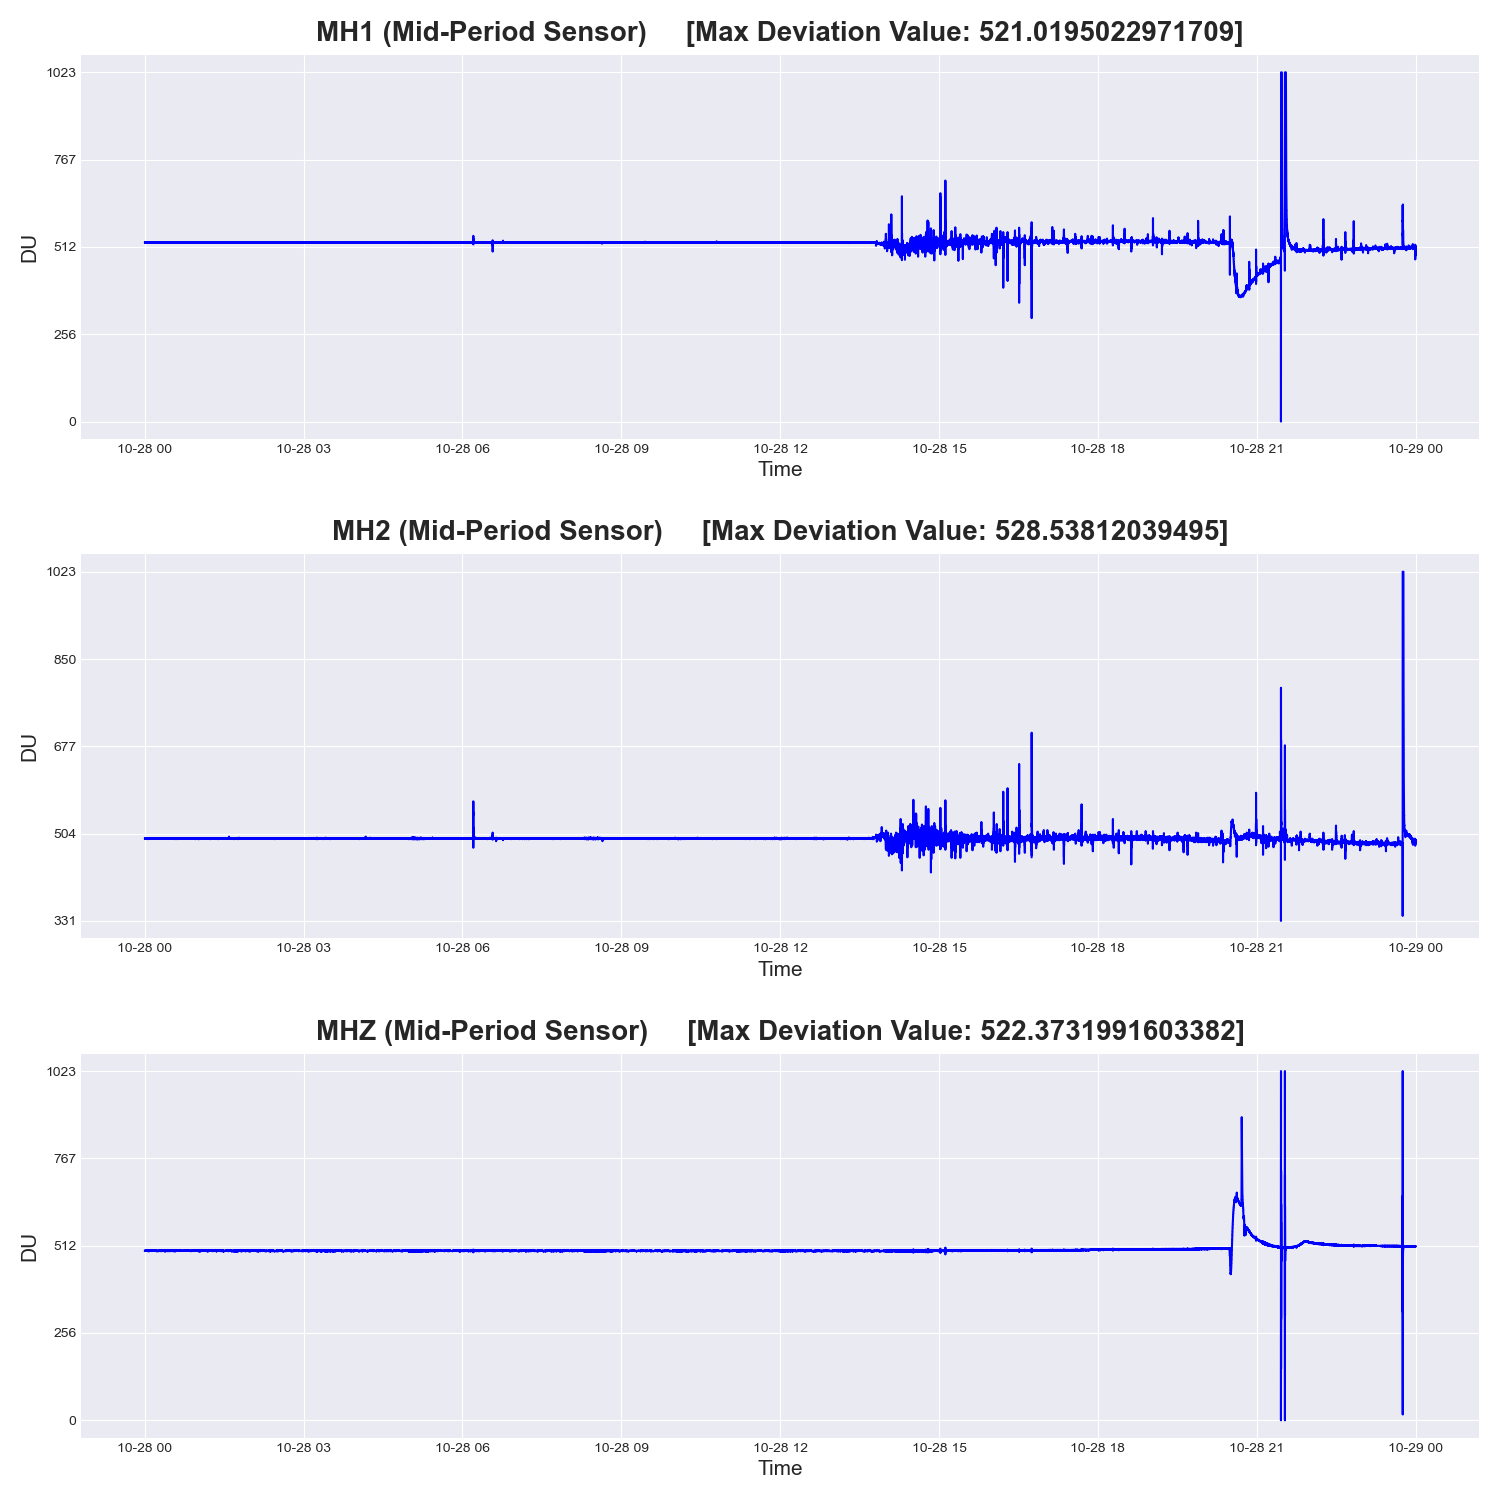 MH1 (Mid-Period Sensor) [Max Deviation Value: 521.0195022971709]
1023
767
512
256
0
DU
10-28 00 10-28 03 10-28 06 10-28 09 10-28 12 10-28 15 10-28 18 10-28 21 10-29 00
Time
MH2 (Mid-Period Sensor) [Max Deviation Value: 528.53812039495]
1023
850
677
504
331
DU
10-28 00 10-28 03 10-28 06 10-28 09 10-28 12 10-28 15 10-28 18 10-28 21 10-29 00
Time
MHZ (Mid-Period Sensor) [Max Deviation Value: 522.3731991603382]
1023
767
512
256
0
DU
10-28 00 10-28 03 10-28 06 10-28 09 10-28 12 10-28 15 10-28 18 10-28 21 10-29 00
Time